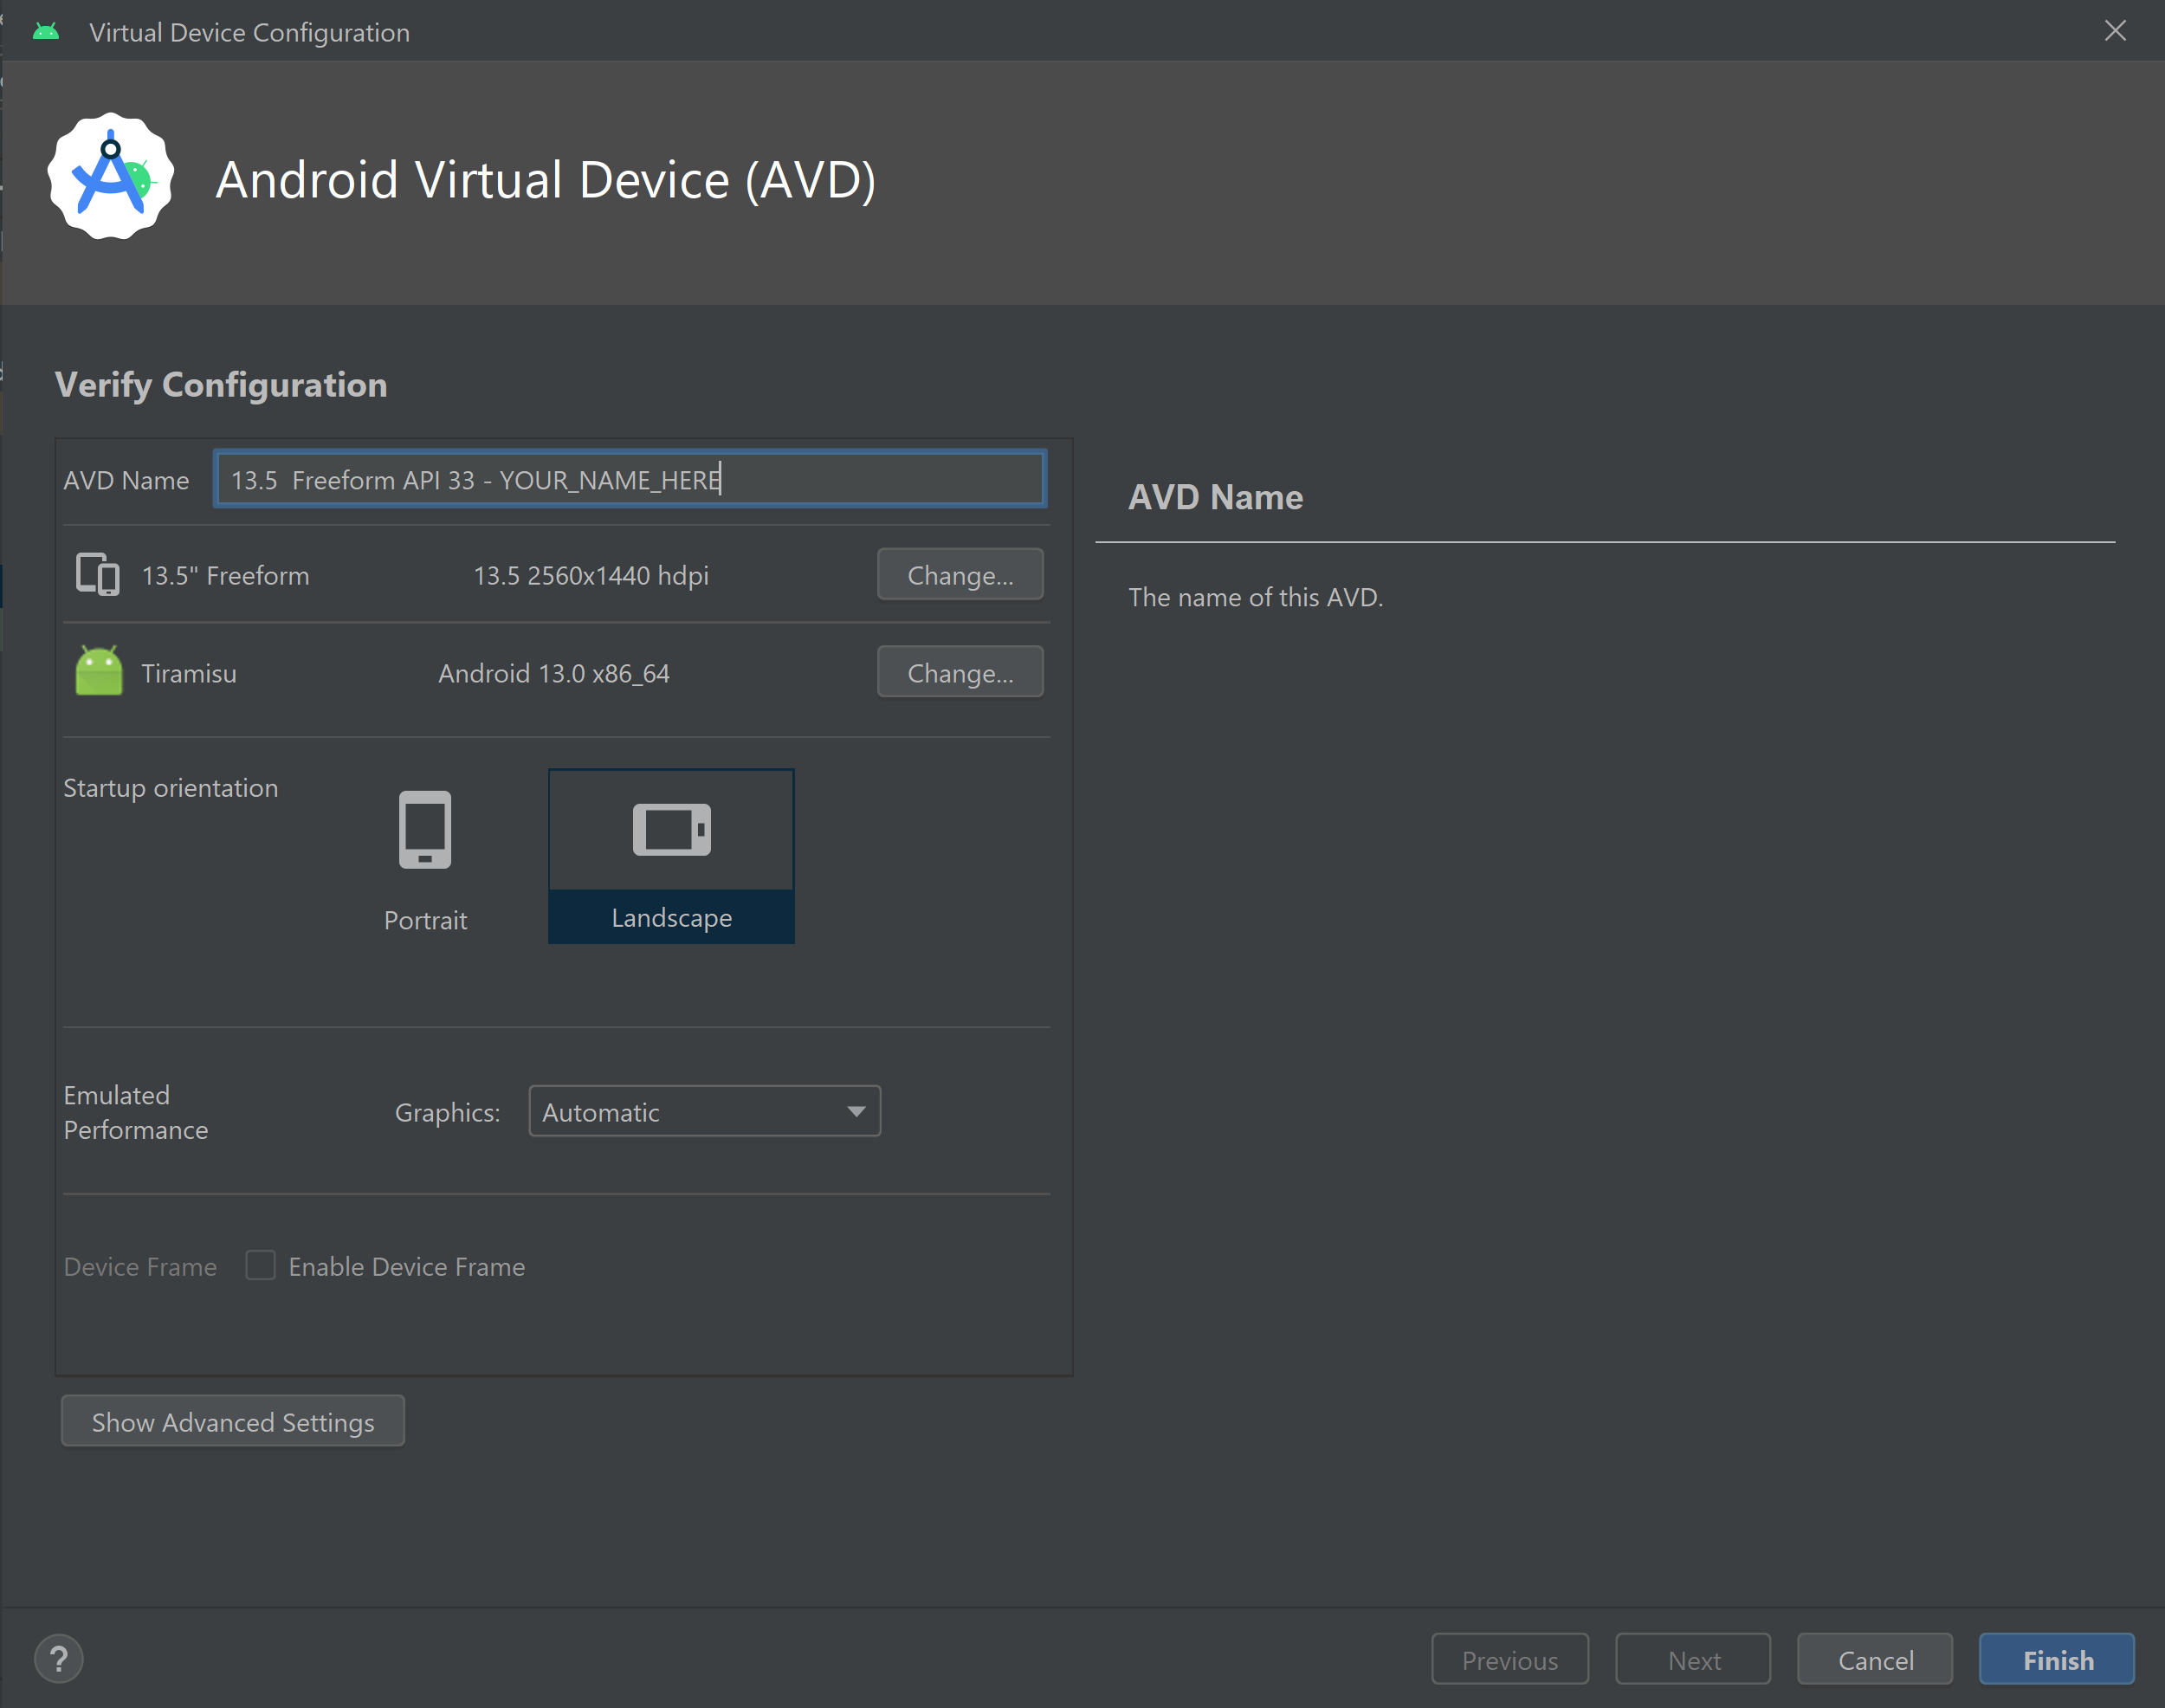 Virtual Device Configuration
Android Virtual Device (AVD)
Verify Configuration
AVD Name 13.5  Freeform API 33 - YOUR_NAME_HERE
13.5" Freeform 13.5 2560x1440 hdpi Change...
Tiramisu Android 13.0 x86_64 Change...
Startup orientation
Portrait
Landscape
Emulated
Performance
Graphics: Automatic
Device Frame Enable Device Frame
Show Advanced Settings
AVD Name
The name of this AVD.
? Previous Next Cancel Finish